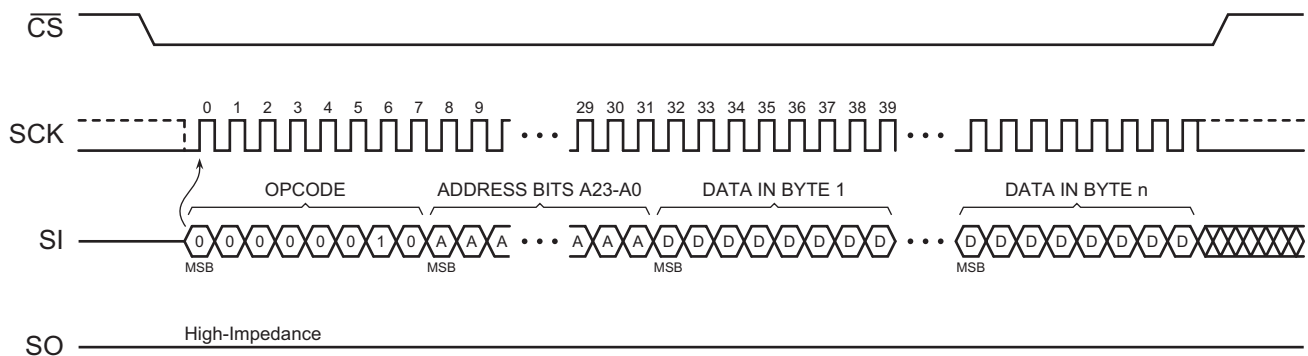 CS
0 1 2 3 4 5 6 7 8 9 29 30 31 32 33 34 35 36 37 38 39
SCK
OPCODE ADDRESS BITS A23-A0 DATA IN BYTE 1 DATA IN BYTE n
SI 0 0 0 0 0 0 1 0 A A A A A A D D D D D D D D D D D D D D D D
MSB MSB MSB MSB
High-Impedance
SO